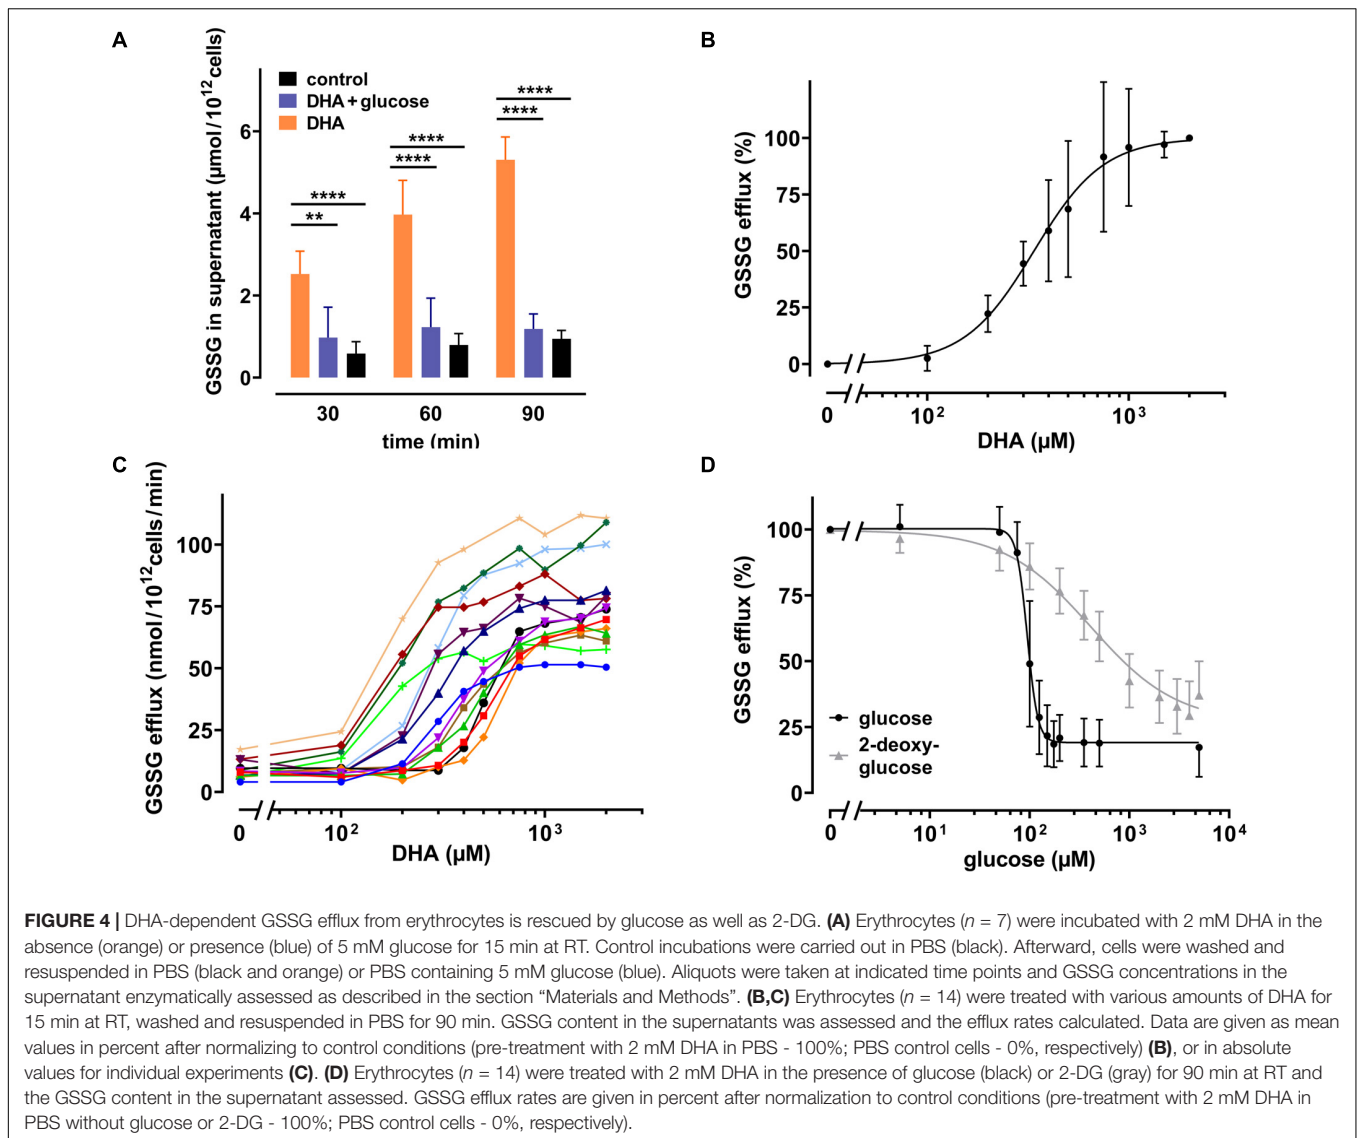 A
GSSG in supernatant (µmol/10¹² cells)
6
4
2
0
control
DHA + glucose
DHA
****
**
****
****
****
****
30 60 90
time (min)
B
GSSG efflux (%)
100
75
50
25
0
0 10² 10³
DHA (µM)
C
GSSG efflux (nmol/10¹² cells/min)
100
75
50
25
0
0 10² 10³
DHA (µM)
D
GSSG efflux (%)
100
75
50
25
0
glucose
2-deoxy-
glucose
0 10¹ 10² 10³ 10⁴
glucose (µM)
FIGURE 4 | DHA-dependent GSSG efflux from erythrocytes is rescued by glucose as well as 2-DG. (A) Erythrocytes (n = 7) were incubated with 2 mM DHA in the
absence (orange) or presence (blue) of 5 mM glucose for 15 min at RT. Control incubations were carried out in PBS (black). Afterward, cells were washed and
resuspended in PBS (black and orange) or PBS containing 5 mM glucose (blue). Aliquots were taken at indicated time points and GSSG concentrations in the
supernatant enzymatically assessed as described in the section “Materials and Methods”. (B,C) Erythrocytes (n = 14) were treated with various amounts of DHA for
15 min at RT, washed and resuspended in PBS for 90 min. GSSG content in the supernatants was assessed and the efflux rates calculated. Data are given as mean
values in percent after normalizing to control conditions (pre-treatment with 2 mM DHA in PBS - 100%; PBS control cells - 0%, respectively) (B), or in absolute
values for individual experiments (C). (D) Erythrocytes (n = 14) were treated with 2 mM DHA in the presence of glucose (black) or 2-DG (gray) for 90 min at RT and
the GSSG content in the supernatant assessed. GSSG efflux rates are given in percent after normalization to control conditions (pre-treatment with 2 mM DHA in
PBS without glucose or 2-DG - 100%; PBS control cells - 0%, respectively).